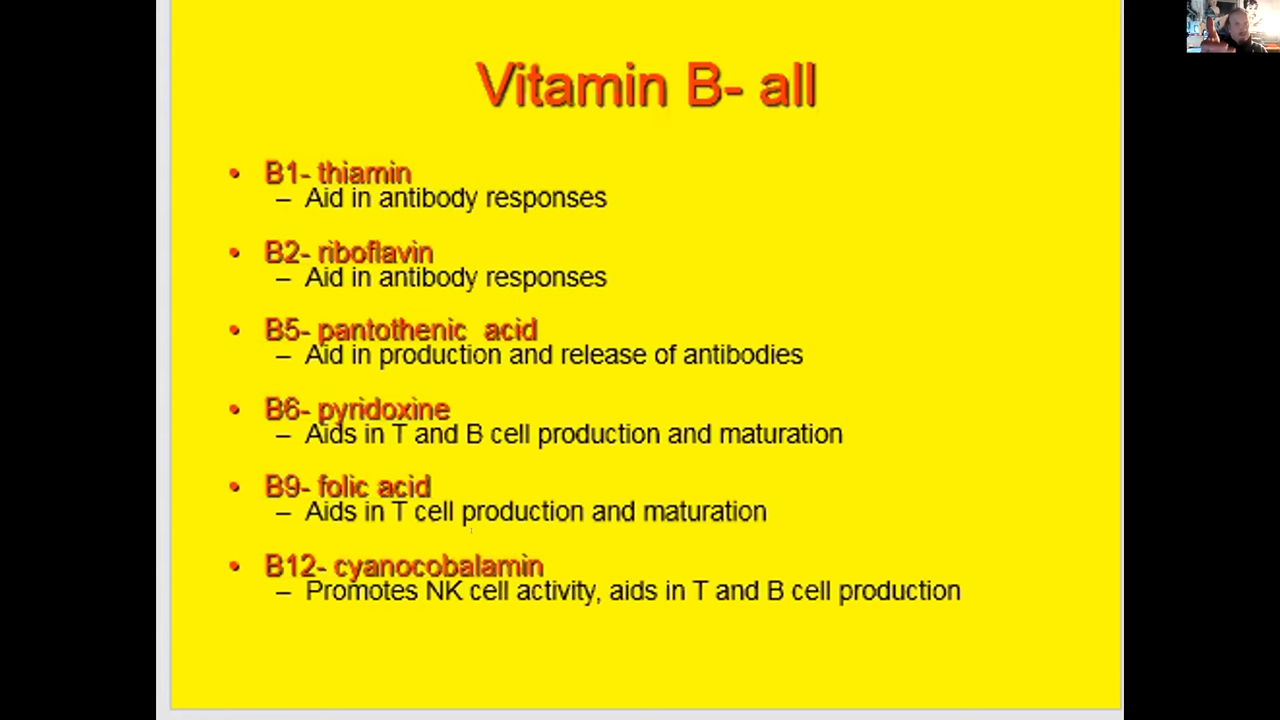 Vitamin B- all
• B1- thiamin
– Aid in antibody responses
• B2- riboflavin
– Aid in antibody responses
• B5- pantothenic acid
– Aid in production and release of antibodies
• B6- pyridoxine
– Aids in T and B cell production and maturation
• B9- folic acid
– Aids in T cell production and maturation
• B12- cyanocobalamin
– Promotes NK cell activity, aids in T and B cell production